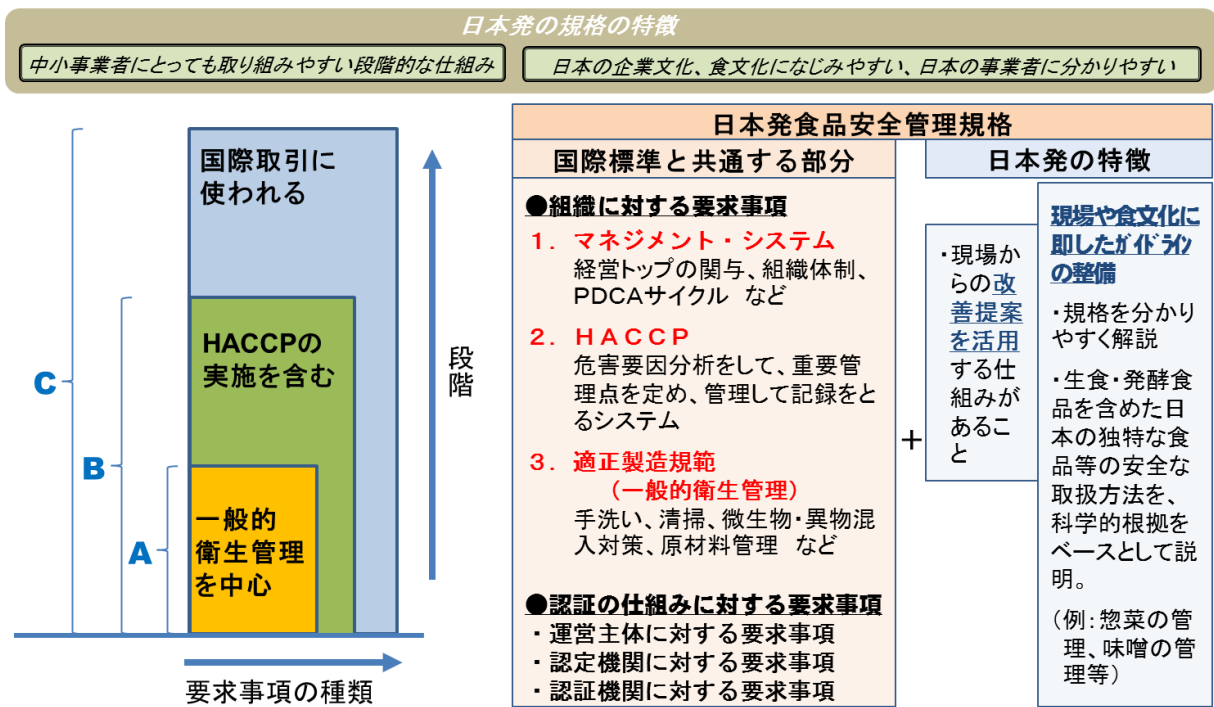 日本発の規格の特徴
中小事業者にとっても取り組みやすい段階的な仕組み
日本の企業文化、食文化になじみやすい、日本の事業者に分かりやすい
国際取引に
使われる
HACCPの
実施を含む
一般的
衛生管理
を中心
C
B
A
段階
要求事項の種類
日本発食品安全管理規格
国際標準と共通する部分
●組織に対する要求事項
１．マネジメント・システム
経営トップの関与、組織体制、
PDCAサイクル など
２．ＨＡＣＣＰ
危害要因分析をして、重要管
理点を定め、管理して記録をと
るシステム
３．適正製造規範
（一般的衛生管理）
手洗い、清掃、微生物・異物混
入対策、原材料管理 など
●認証の仕組みに対する要求事項
・運営主体に対する要求事項
・認定機関に対する要求事項
・認証機関に対する要求事項
＋
日本発の特徴
・現場か
らの改
善提案
を活用
する仕
組みが
あるこ
と
現場や食文化に
即したｶﾞｲﾄﾞﾗｲﾝ
の整備
・規格を分かり
やすく解説
・生食・発酵食
品を含めた日
本の独特な食
品等の安全な
取扱方法を、
科学的根拠を
ベースとして説
明。
（例：惣菜の管
理、味噌の管
理等）